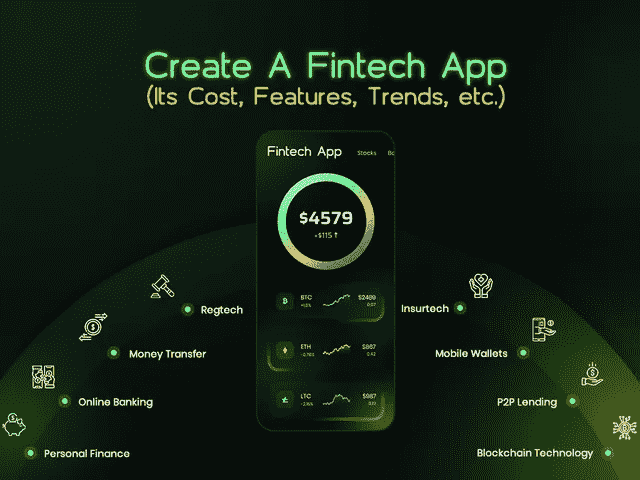 Create A Fintech App
(Its Cost, Features, Trends, etc.)
Fintech App
Stocks
$4579
+$115 ↑
BTC
$2489
ETH
$867
LTC
$987
Regtech
Money Transfer
Online Banking
Personal Finance
Insurtech
Mobile Wallets
P2P Lending
Blockchain Technology